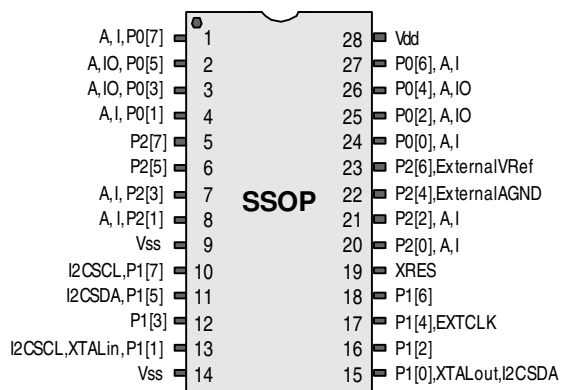 A, I, P0[7] 1 28 Vdd
A, IO, P0[5] 2 27 P0[6], A, I
A, IO, P0[3] 3 26 P0[4], A, IO
A, I, P0[1] 4 25 P0[2], A, IO
P2[7] 5 24 P0[0], A, I
P2[5] 6 23 P2[6],ExternalVRef
A, I, P2[3] 7 SSOP 22 P2[4],ExternalAGND
A, I, P2[1] 8 21 P2[2], A, I
Vss 9 20 P2[0], A, I
I2CSCL,P1[7] 10 19 XRES
I2CSDA,P1[5] 11 18 P1[6]
P1[3] 12 17 P1[4],EXTCLK
I2CSCL,XTALin,P1[1] 13 16 P1[2]
Vss 14 15 P1[0],XTALout,I2CSDA